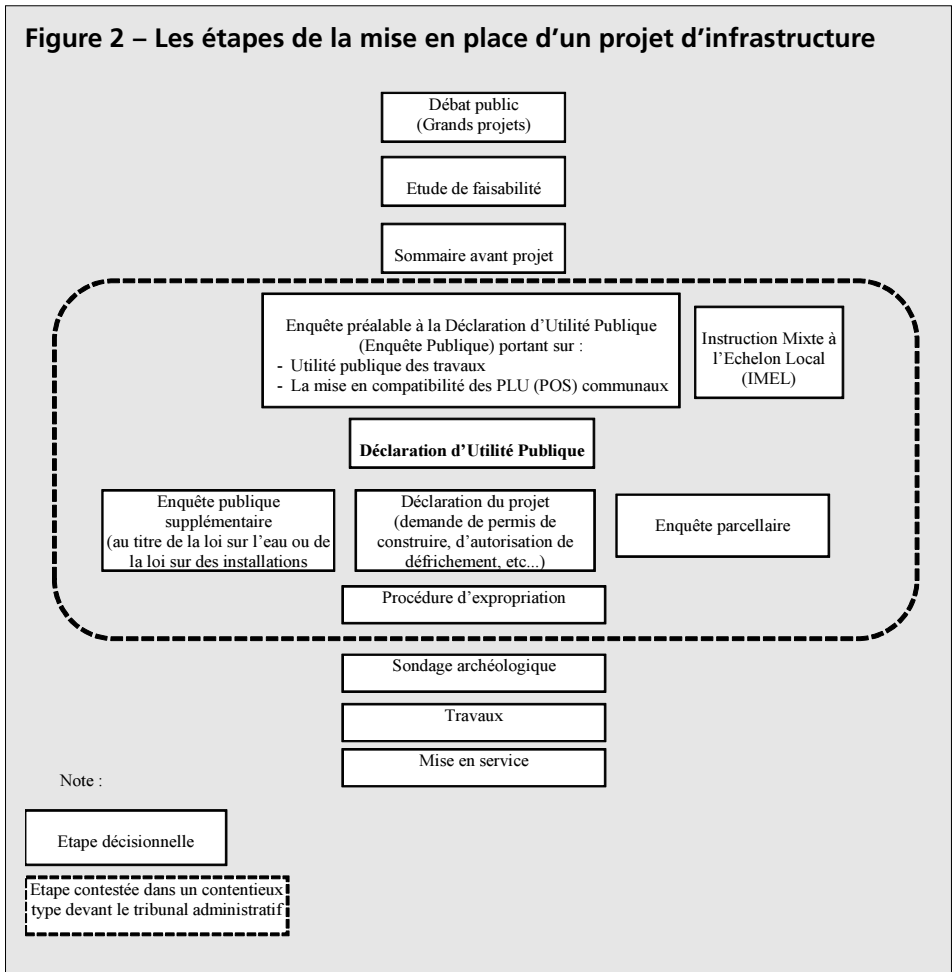 Figure 2 – Les étapes de la mise en place d’un projet d’infrastructure
Débat public
(Grands projets)
Etude de faisabilité
Sommaire avant projet
Enquête préalable à la Déclaration d’Utilité Publique
(Enquête Publique) portant sur :
- Utilité publique des travaux
- La mise en compatibilité des PLU (POS) communaux
Instruction Mixte à
l’Echelon Local
(IMEL)
Déclaration d’Utilité Publique
Enquête publique
supplémentaire
(au titre de la loi sur l’eau ou de
la loi sur des installations
Déclaration du projet
(demande de permis de
construire, d’autorisation de
défrichement, etc...)
Enquête parcellaire
Procédure d’expropriation
Sondage archéologique
Travaux
Mise en service
Note :
Etape décisionnelle
Etape contestée dans un contentieux
type devant le tribunal administratif